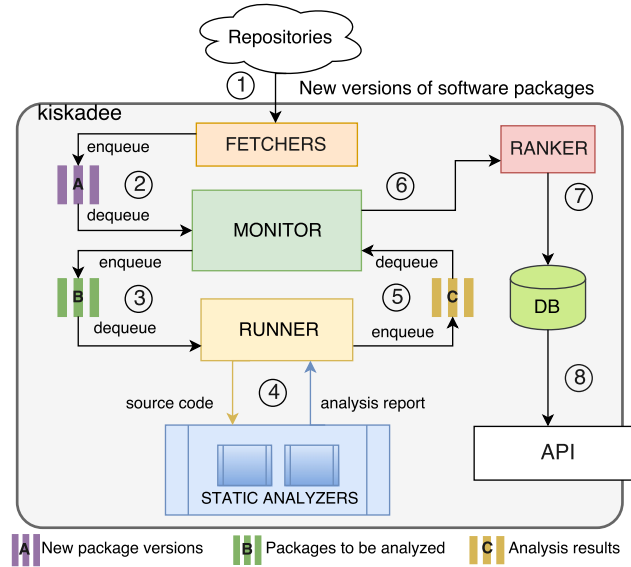 Repositories
1
New versions of software packages
kiskadee
enqueue
FETCHERS
RANKER
A
2
6
7
dequeue
MONITOR
enqueue
dequeue
B
3
5
C
DB
dequeue
RUNNER
enqueue
4
8
source code
analysis report
API
STATIC ANALYZERS
A New package versions
B Packages to be analyzed
C Analysis results